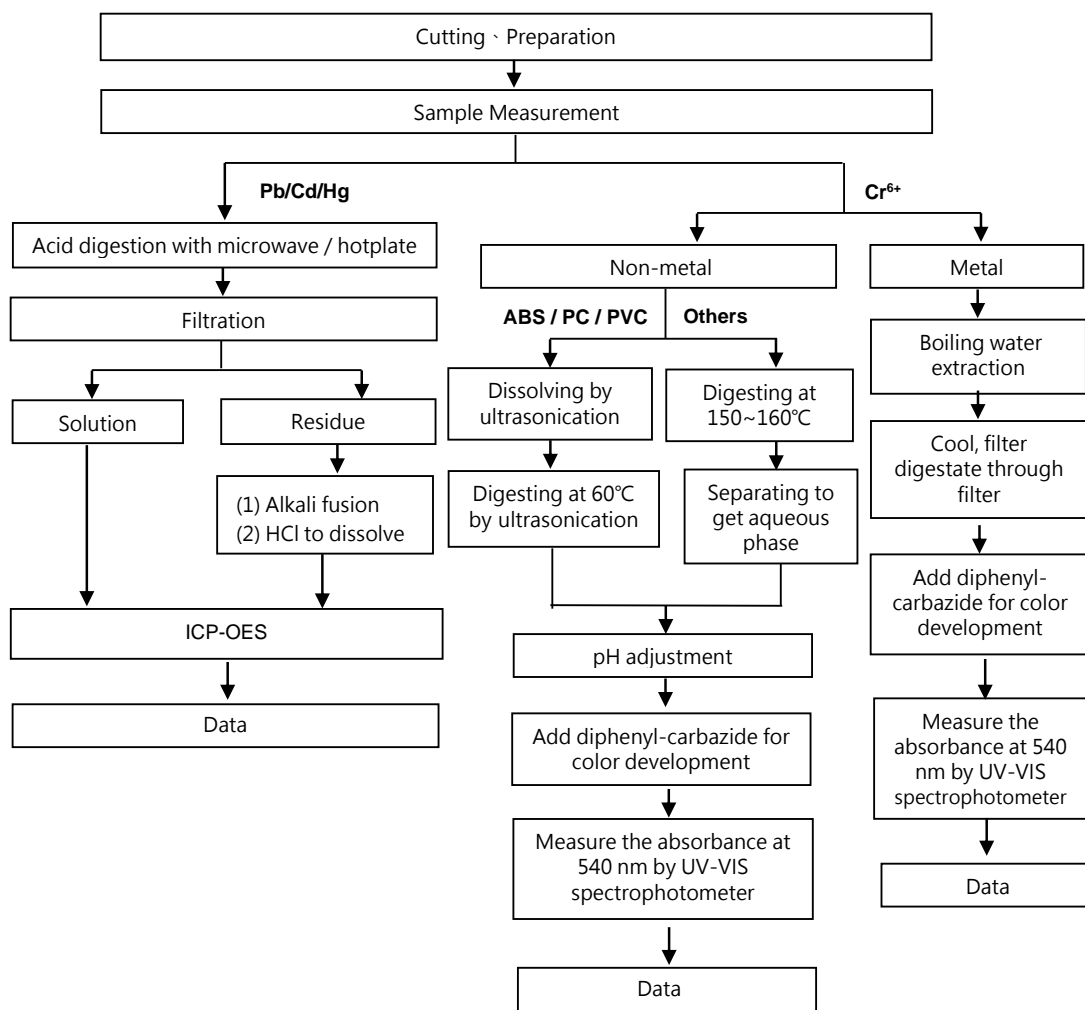 Cutting、Preparation
Sample Measurement
Pb/Cd/Hg
Cr⁶⁺
Acid digestion with microwave / hotplate
Filtration
Solution
Residue
(1) Alkali fusion
(2) HCl to dissolve
ICP-OES
Data
Non-metal
ABS / PC / PVC
Others
Dissolving by
ultrasonication
Digesting at 60℃
by ultrasonication
Digesting at
150~160℃
Separating to
get aqueous
phase
pH adjustment
Add diphenyl-carbazide for
color development
Measure the absorbance at
540 nm by UV-VIS
spectrophotometer
Data
Metal
Boiling water
extraction
Cool, filter
digestate through
filter
Add diphenyl-
carbazide for color
development
Measure the
absorbance at 540
nm by UV-VIS
spectrophotometer
Data